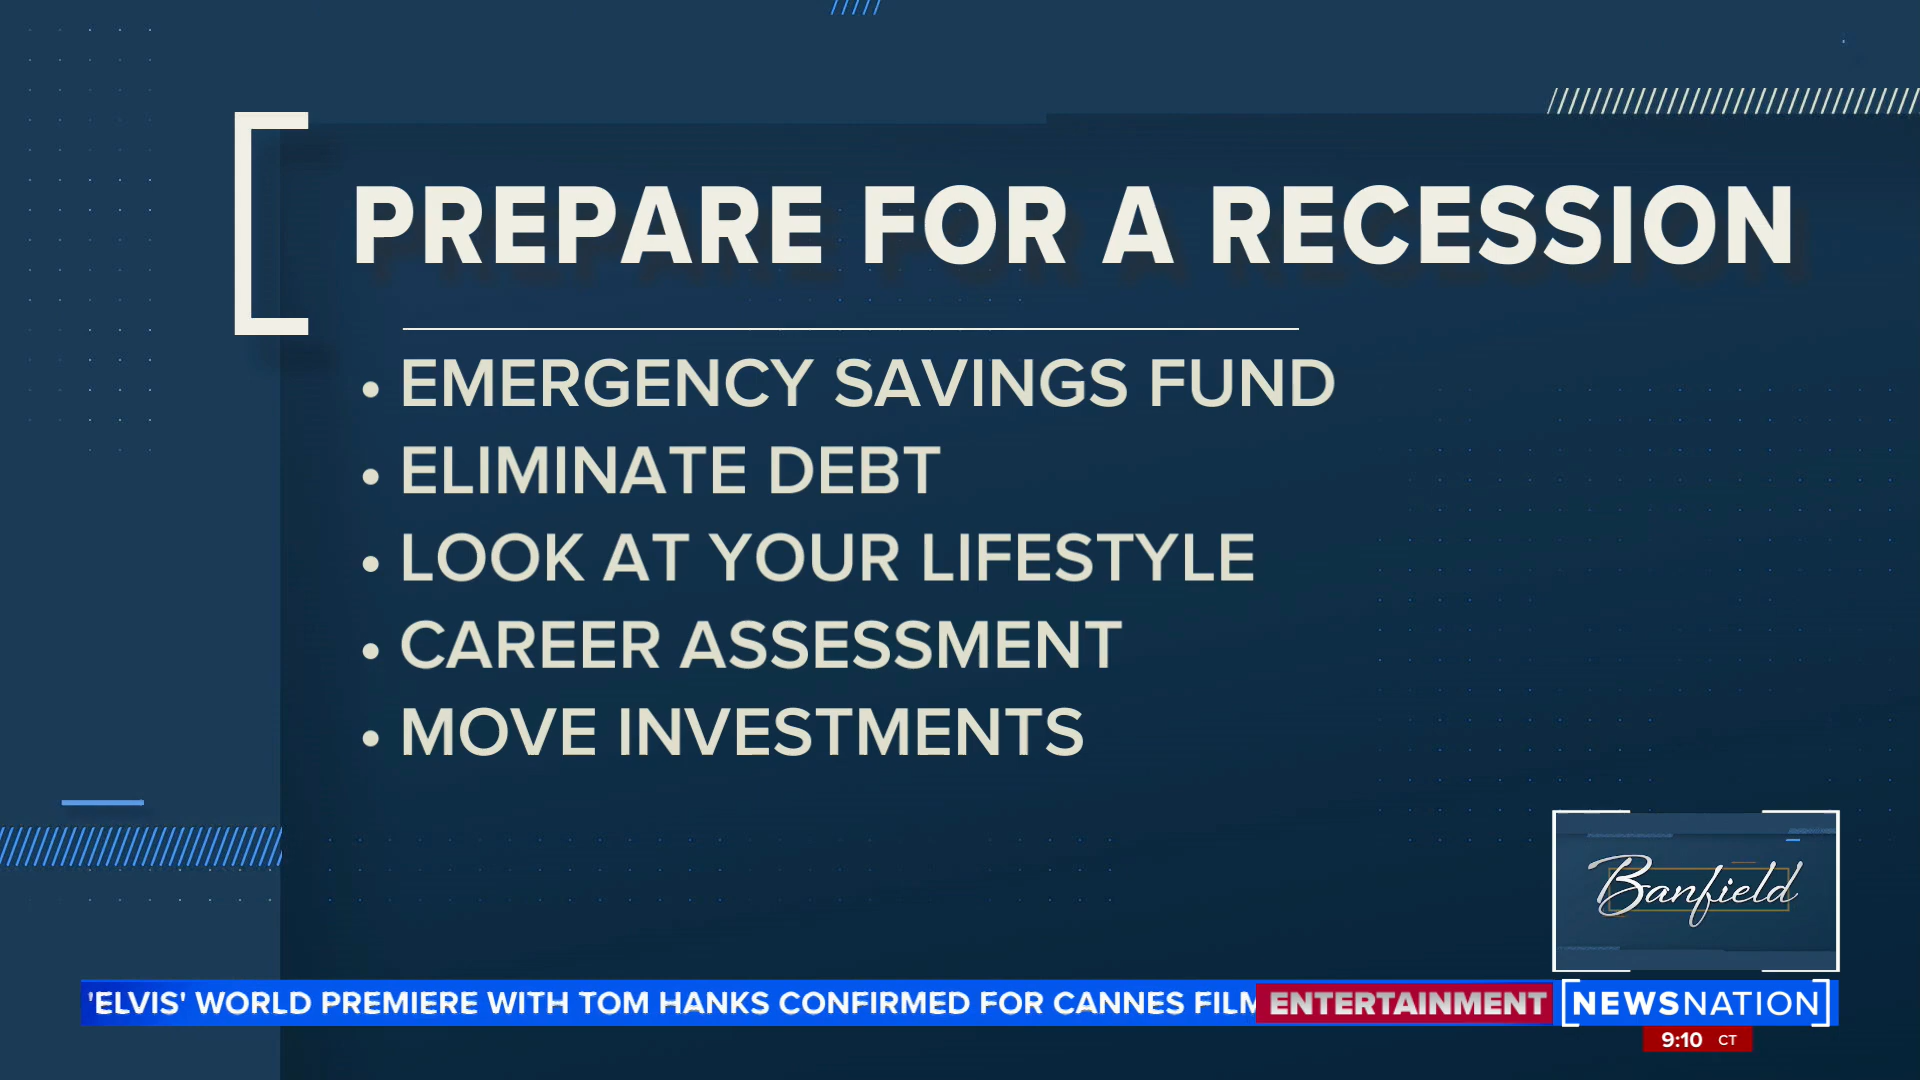 PREPARE FOR A RECESSION
• EMERGENCY SAVINGS FUND
• ELIMINATE DEBT
• LOOK AT YOUR LIFESTYLE
• CAREER ASSESSMENT
• MOVE INVESTMENTS
Banfield
'ELVIS' WORLD PREMIERE WITH TOM HANKS CONFIRMED FOR CANNES FILM
ENTERTAINMENT
NEWSNATION
9:10 CT